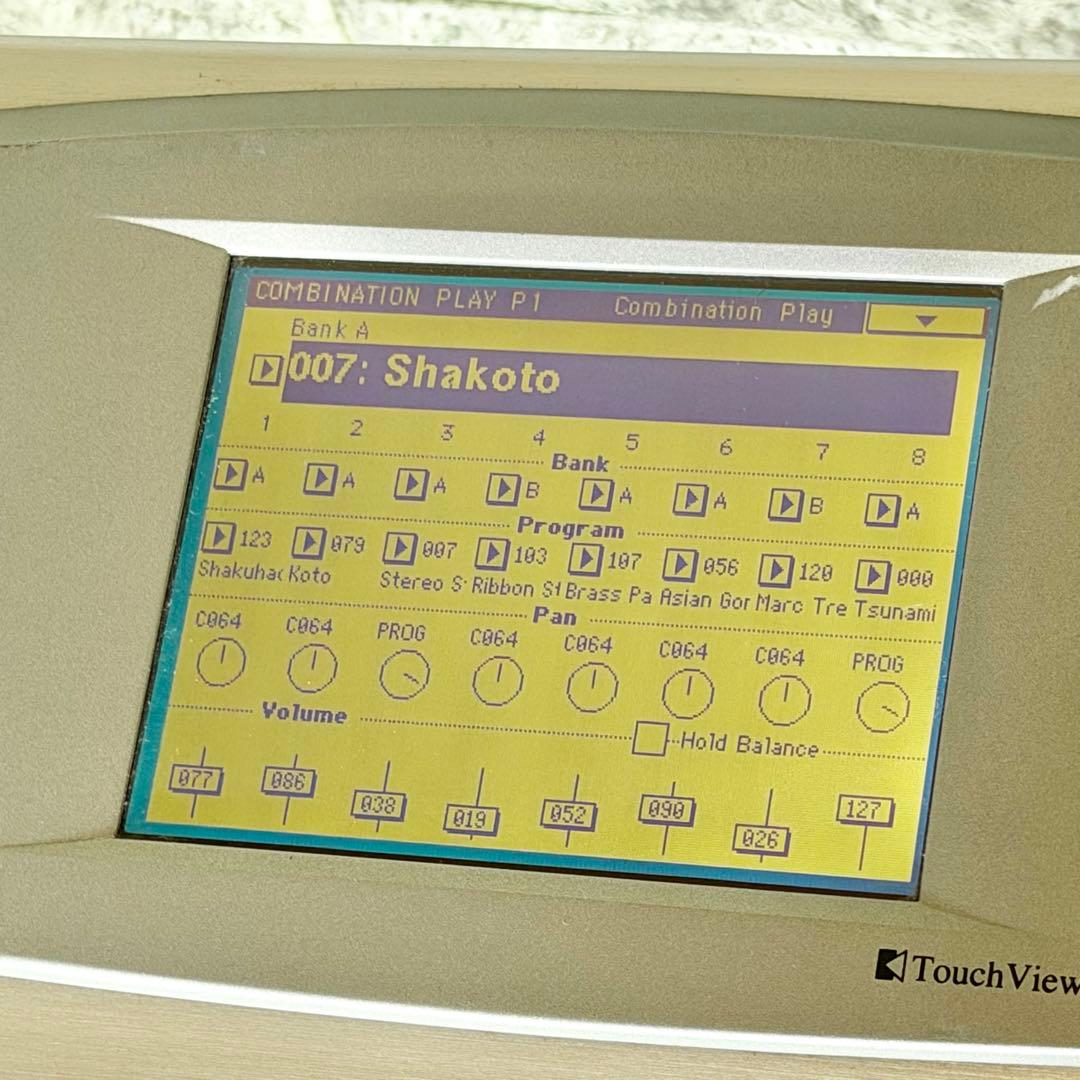 COMBINATION PLAY P1 Combination Play
Bank A
007: Shakoto
1 2 3 4 5 6 7 8
Bank
A A A B A A B A
Program
123 079 007 103 107 056 120 000
Shakuhac Koto Stereo S Ribbon St Brass Pa Asian Gor Marc Tre Tsunami
Pan
C064 C064 PROG C064 C064 C064 C064 PROG
Volume Hold Balance
077 086 038 019 052 090 026 127
TouchView